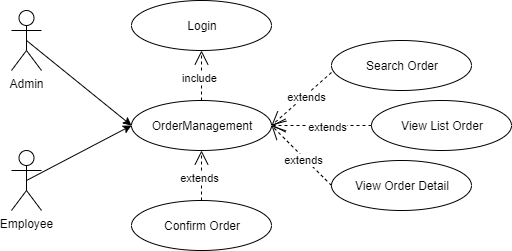 Login
Admin
include
Search Order
extends
OrderManagement
extends
View List Order
extends
Employee
extends
View Order Detail
Confirm Order